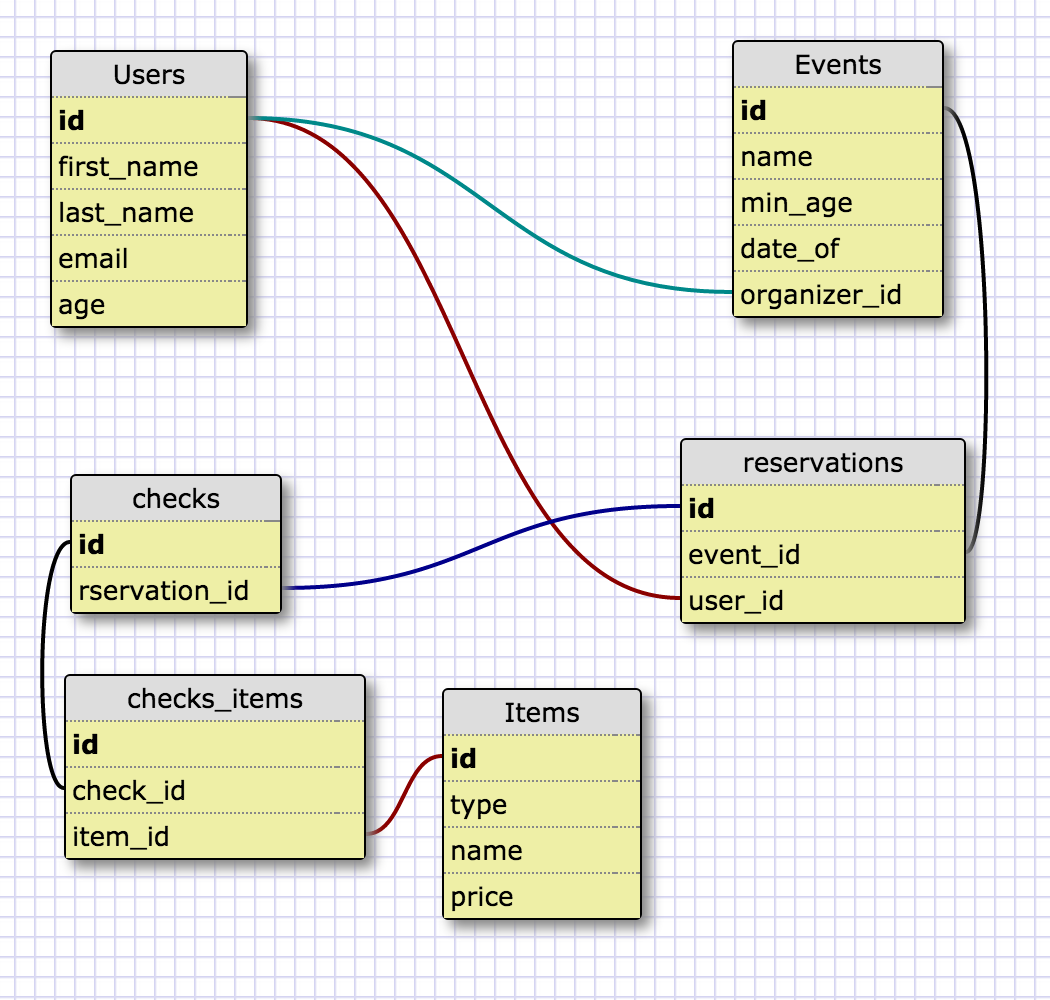 Users
id
first_name
last_name
email
age
Events
id
name
min_age
date_of
organizer_id
checks
id
rservation_id
reservations
id
event_id
user_id
checks_items
id
check_id
item_id
Items
id
type
name
price